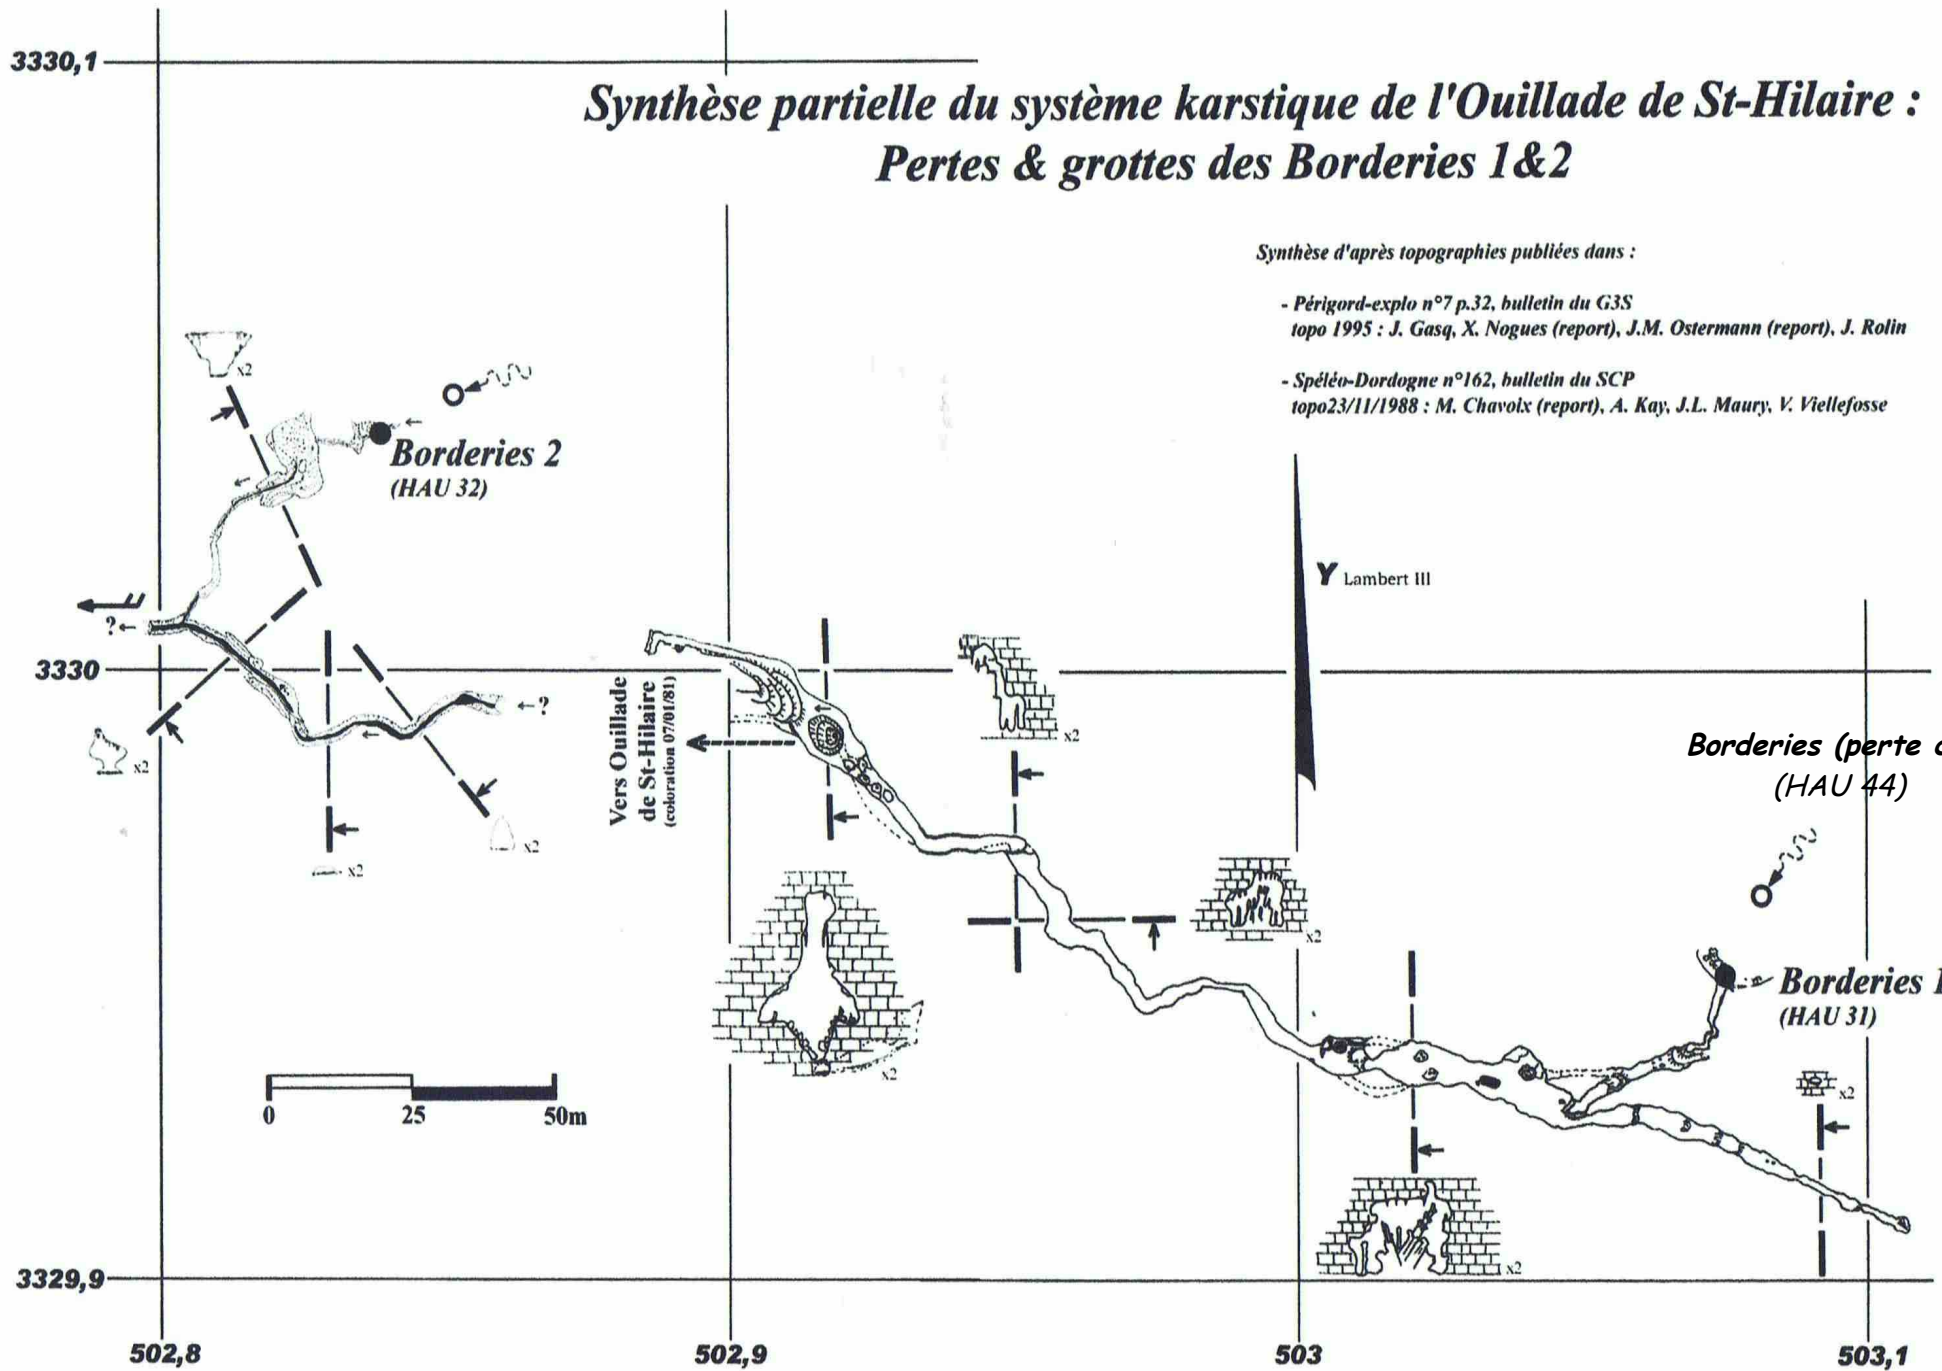 3330,1
Synthèse partielle du système karstique de l'Ouillade de St-Hilaire :
Pertes & grottes des Borderies 1&2
Synthèse d'après topographies publiées dans :
- Périgord-explo n°7 p.32, bulletin du G3S
topo 1995 : J. Gasq, X. Nogues (report), J.M. Ostermann (report), J. Rolin
- Spéléo-Dordogne n°162, bulletin du SCP
topo23/11/1988 : M. Chavoix (report), A. Kay, J.L. Maury, V. Viellefosse
x2
Borderies 2
(HAU 32)
Y Lambert III
?
3330
?
Vers Ouillade
de St-Hilaire
(coloration 07/01/81)
x2
Borderies (perte
(HAU 44)
x2
x2
x2
x2
Borderies 1
(HAU 31)
x2
x2
0 25 50m
x2
3329,9
502,8 502,9 503 503,1